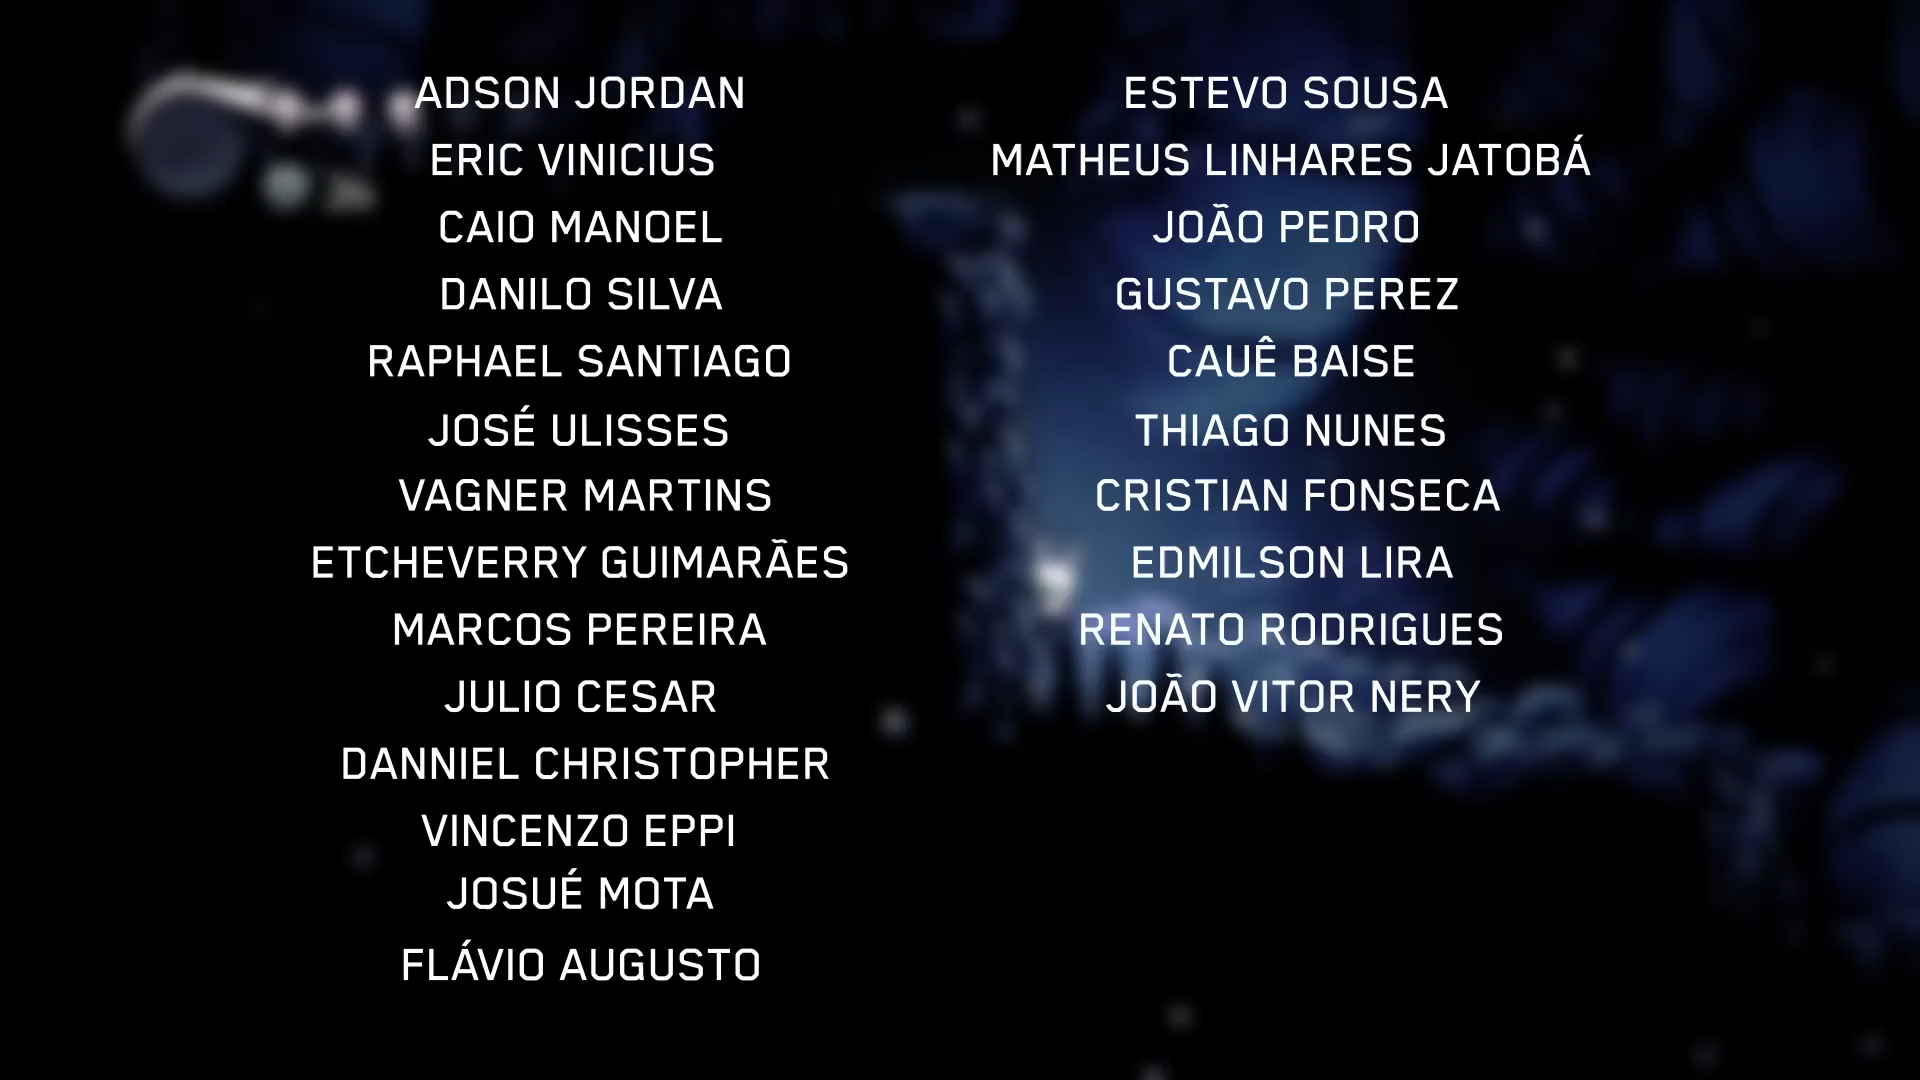 ADSON JORDAN
ERIC VINICIUS
CAIO MANOEL
DANILO SILVA
RAPHAEL SANTIAGO
JOSÉ ULISSES
VAGNER MARTINS
ETCHEVERRY GUIMARÃES
MARCOS PEREIRA
JULIO CESAR
DANNIEL CHRISTOPHER
VINCENZO EPPI
JOSUÉ MOTA
FLÁVIO AUGUSTO
ESTEVO SOUSA
MATHEUS LINHARES JATOBÁ
JOÃO PEDRO
GUSTAVO PEREZ
CAUÊ BAISE
THIAGO NUNES
CRISTIAN FONSECA
EDMILSON LIRA
RENATO RODRIGUES
JOÃO VITOR NERY